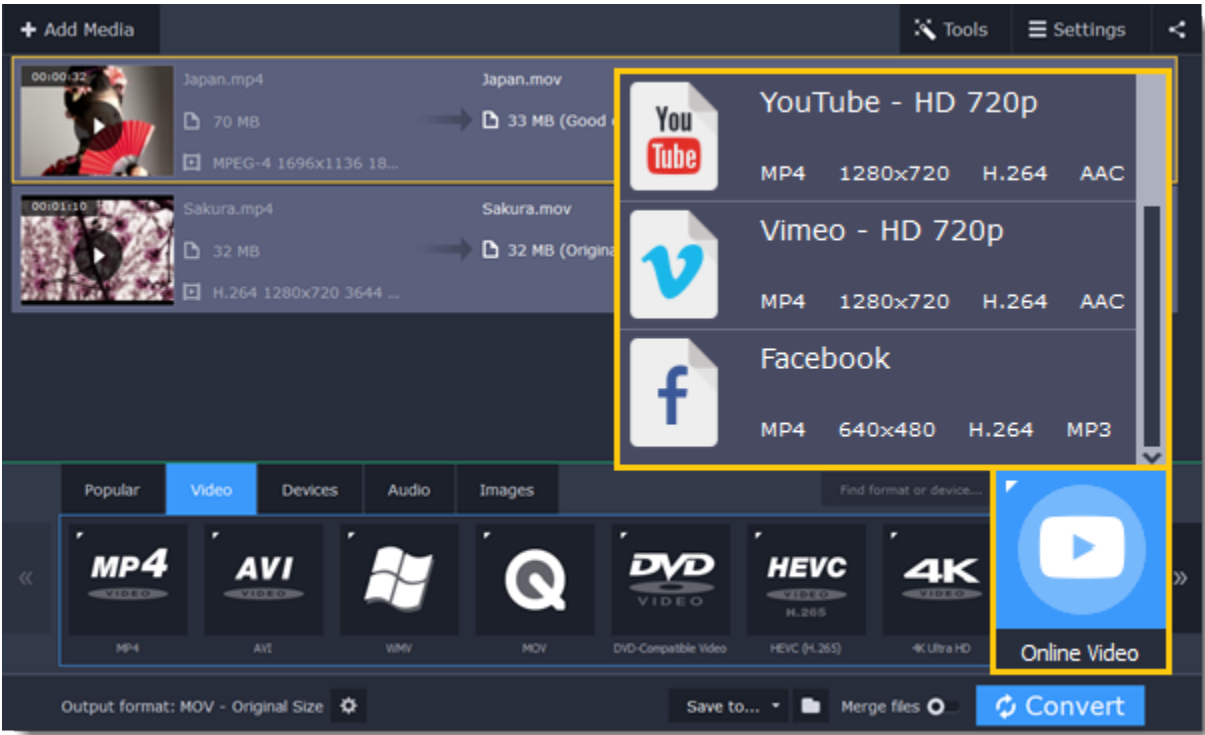 Add Media
Tools
Settings
00:00:32
Japan.mp4
70 MB
MPEG-4 1696x1136 18...
Japan.mov
33 MB (Good
00:01:10
Sakura.mp4
32 MB
H.264 1280x720 3644 ...
Sakura.mov
32 MB (Origina
You
Tube
YouTube - HD 720p
MP4 1280x720 H.264 AAC
Vimeo - HD 720p
MP4 1280x720 H.264 AAC
Facebook
MP4 640x480 H.264 MP3
Popular
Video
Devices
Audio
Images
Find format or device...
MP4
VIDEO
MP4
AVI
VIDEO
AVI
WMV
MOV
DVD
VIDEO
DVD-Compatible Video
HEVC
VIDEO
H.265
HEVC (H.265)
4K
VIDEO
4K Ultra HD
Online Video
Output format: MOV - Original Size
Save to...
Merge files
Convert